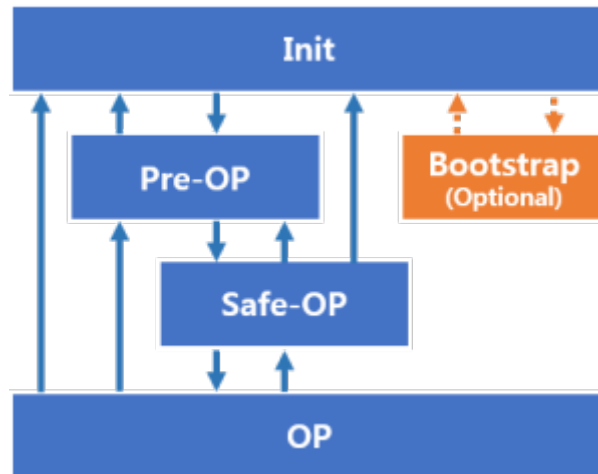 Init
Pre-OP
Bootstrap
(Optional)
Safe-OP
OP